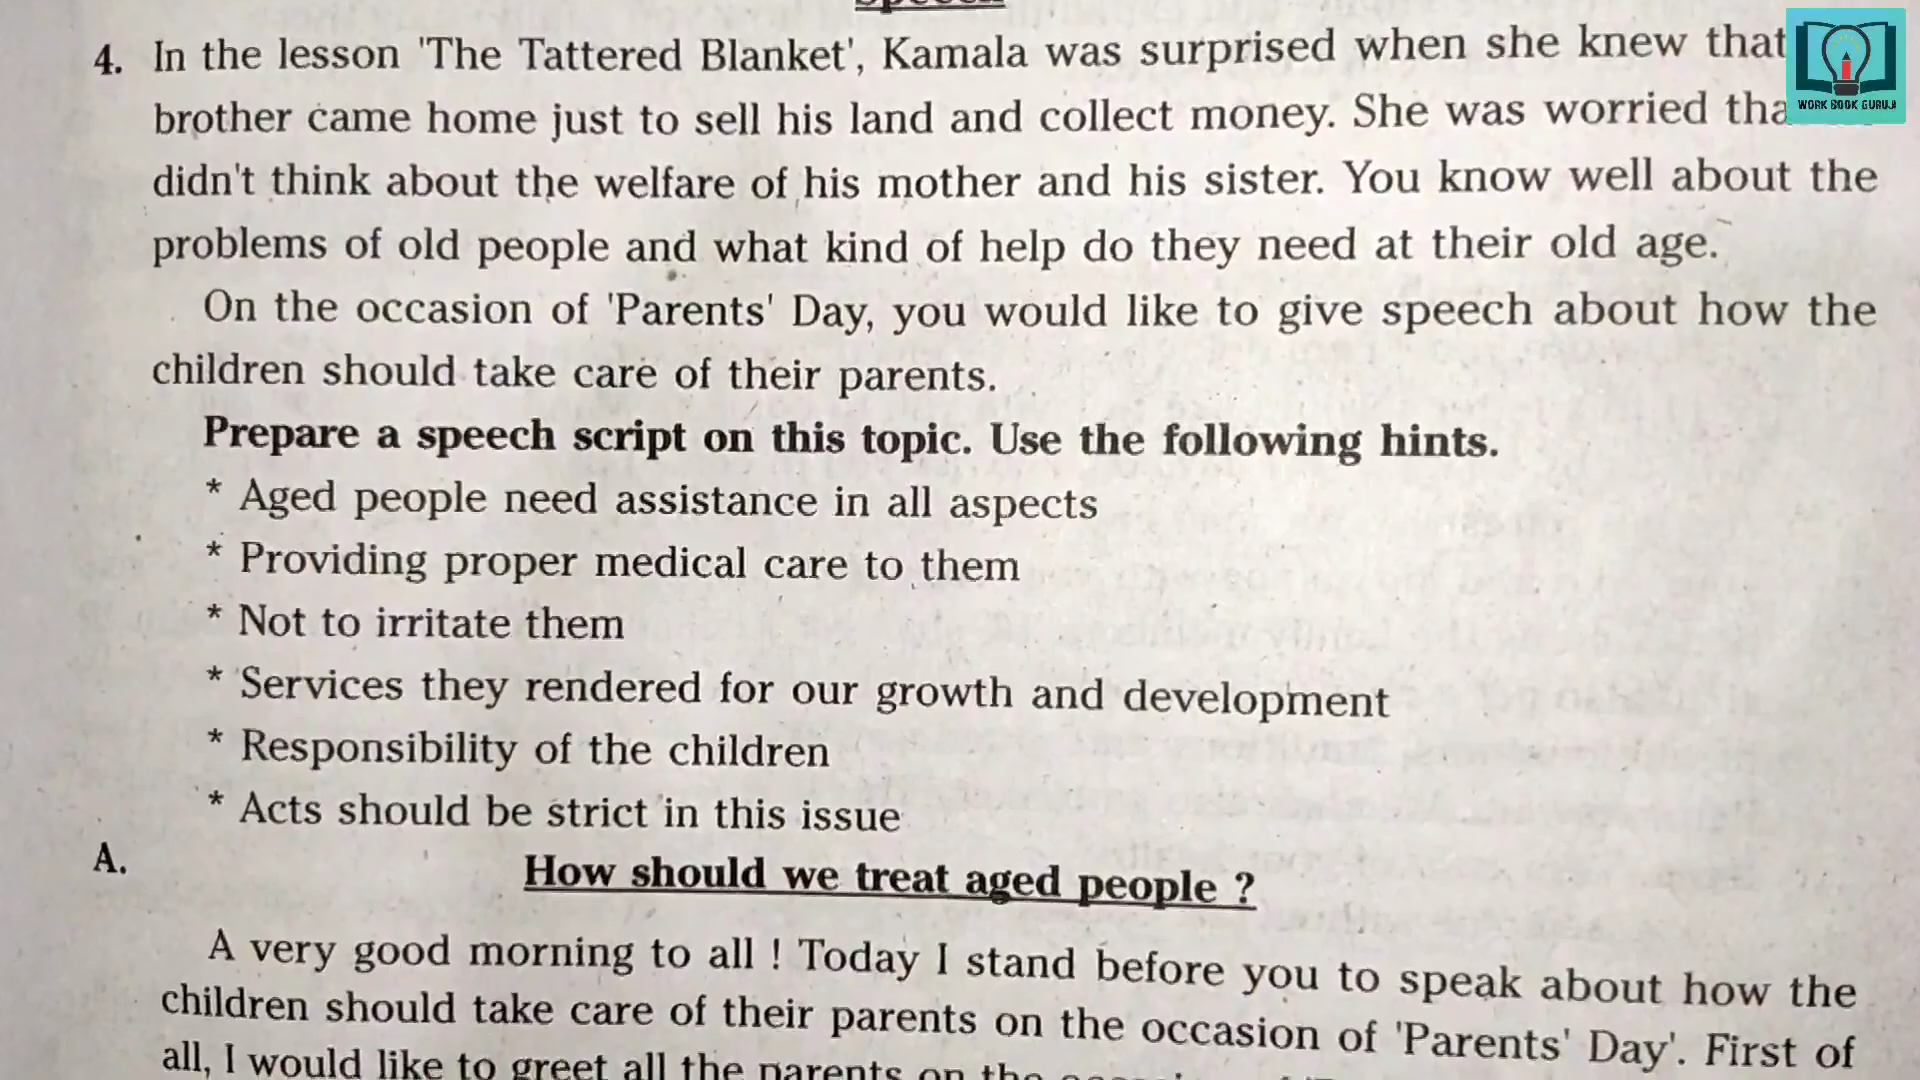 Speech
4. In the lesson 'The Tattered Blanket', Kamala was surprised when she knew that
WORK BOOK GURUJI
brother came home just to sell his land and collect money. She was worried tha
didn't think about the welfare of his mother and his sister. You know well about the
problems of old people and what kind of help do they need at their old age.
On the occasion of 'Parents' Day, you would like to give speech about how the
children should take care of their parents.
Prepare a speech script on this topic. Use the following hints.
* Aged people need assistance in all aspects
* Providing proper medical care to them
* Not to irritate them
* Services they rendered for our growth and development
* Responsibility of the children
* Acts should be strict in this issue
A.
How should we treat aged people ?
A very good morning to all ! Today I stand before you to speak about how the
children should take care of their parents on the occasion of 'Parents' Day'. First of
all, I would like to greet all the parents on the